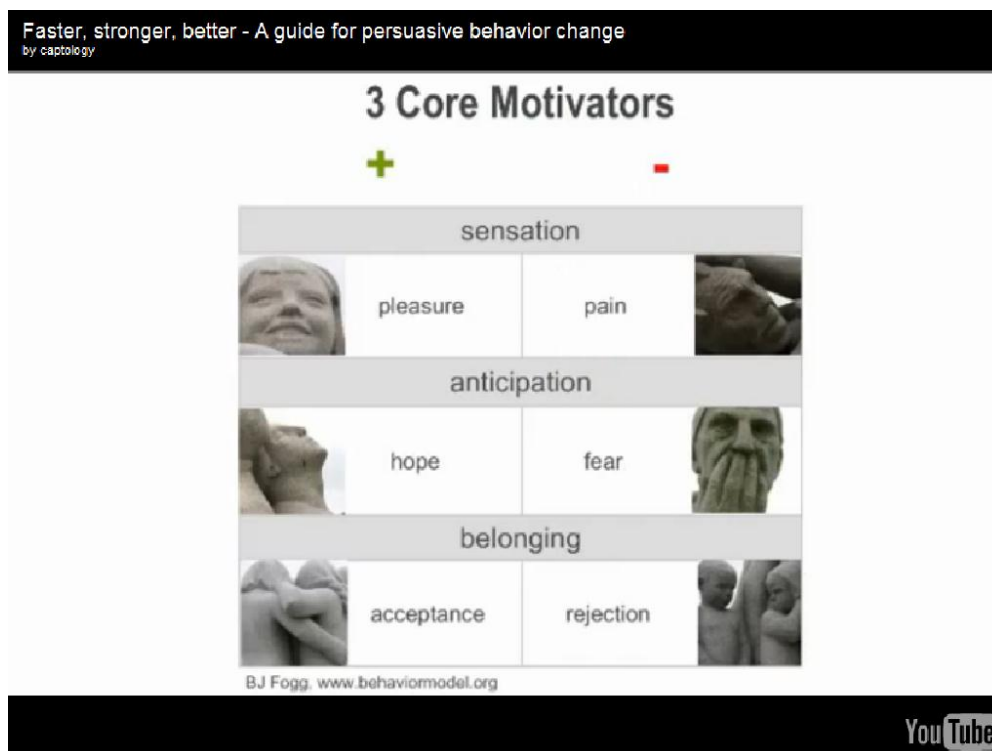 Faster, stronger, better - A guide for persuasive behavior change
by captology
3 Core Motivators
+ -
sensation
pleasure pain
anticipation
hope fear
belonging
acceptance rejection
BJ Fogg, www.behaviormodel.org
YouTube